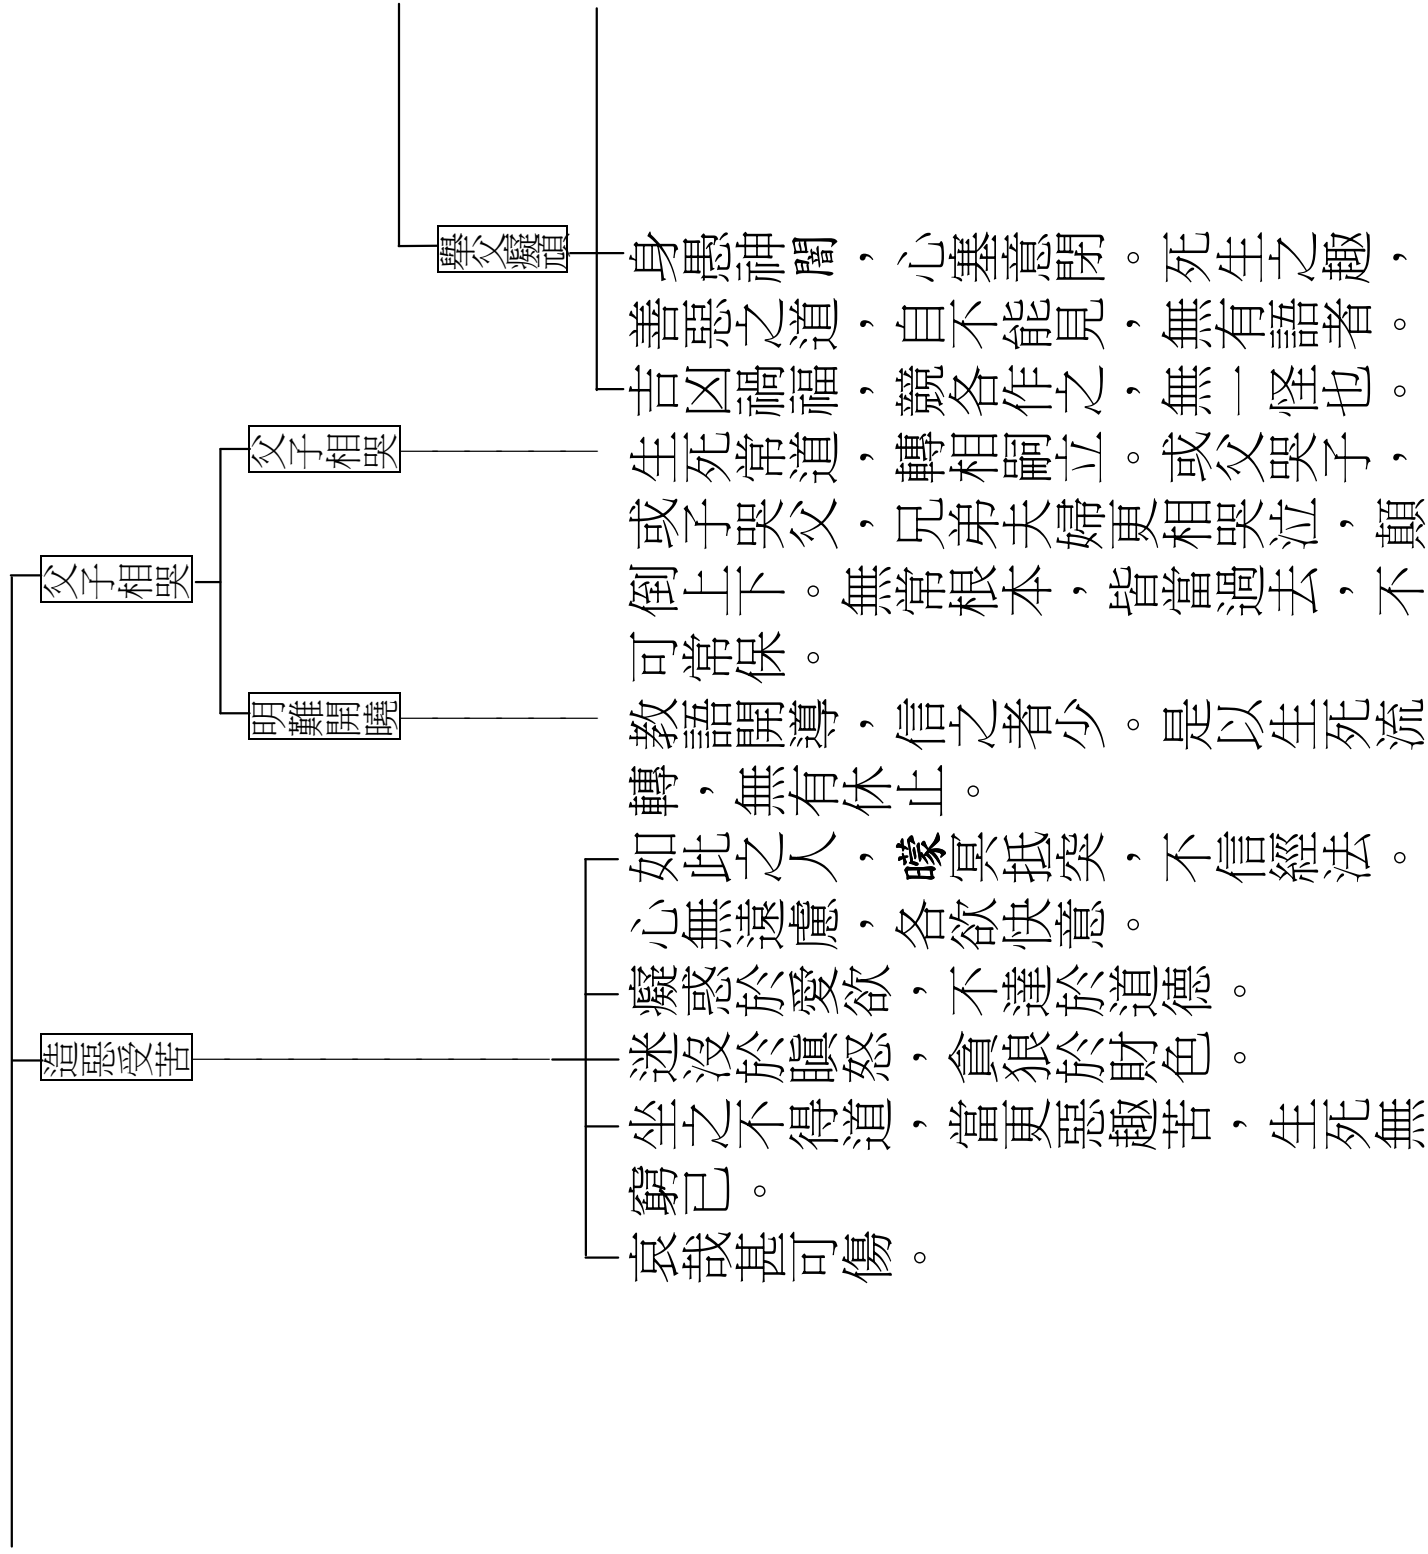 舉父癡頑
身愚神闇，心塞意閉。死生之趣，
善惡之道，自不能見，無有語者。
吉凶禍福，競各作之，無一怪也。
父子相哭
父子相哭
生死常道，轉相嗣立。或父哭子，
或子哭父，兄弟夫婦更相哭泣，顛
倒上下。無常根本，皆當過去，不
可常保。
明難開曉
教語開導，信之者少。是以生死流
轉，無有休止。
造惡受苦
如此之人，曚冥抵突，不信經法。
心無遠慮，各欲快意。
癡惑於愛欲，不達於道德。
迷沒於瞋怒，貪狼於財色。
坐之不得道，當更惡趣苦，生死無
窮已。
哀哉甚可傷。